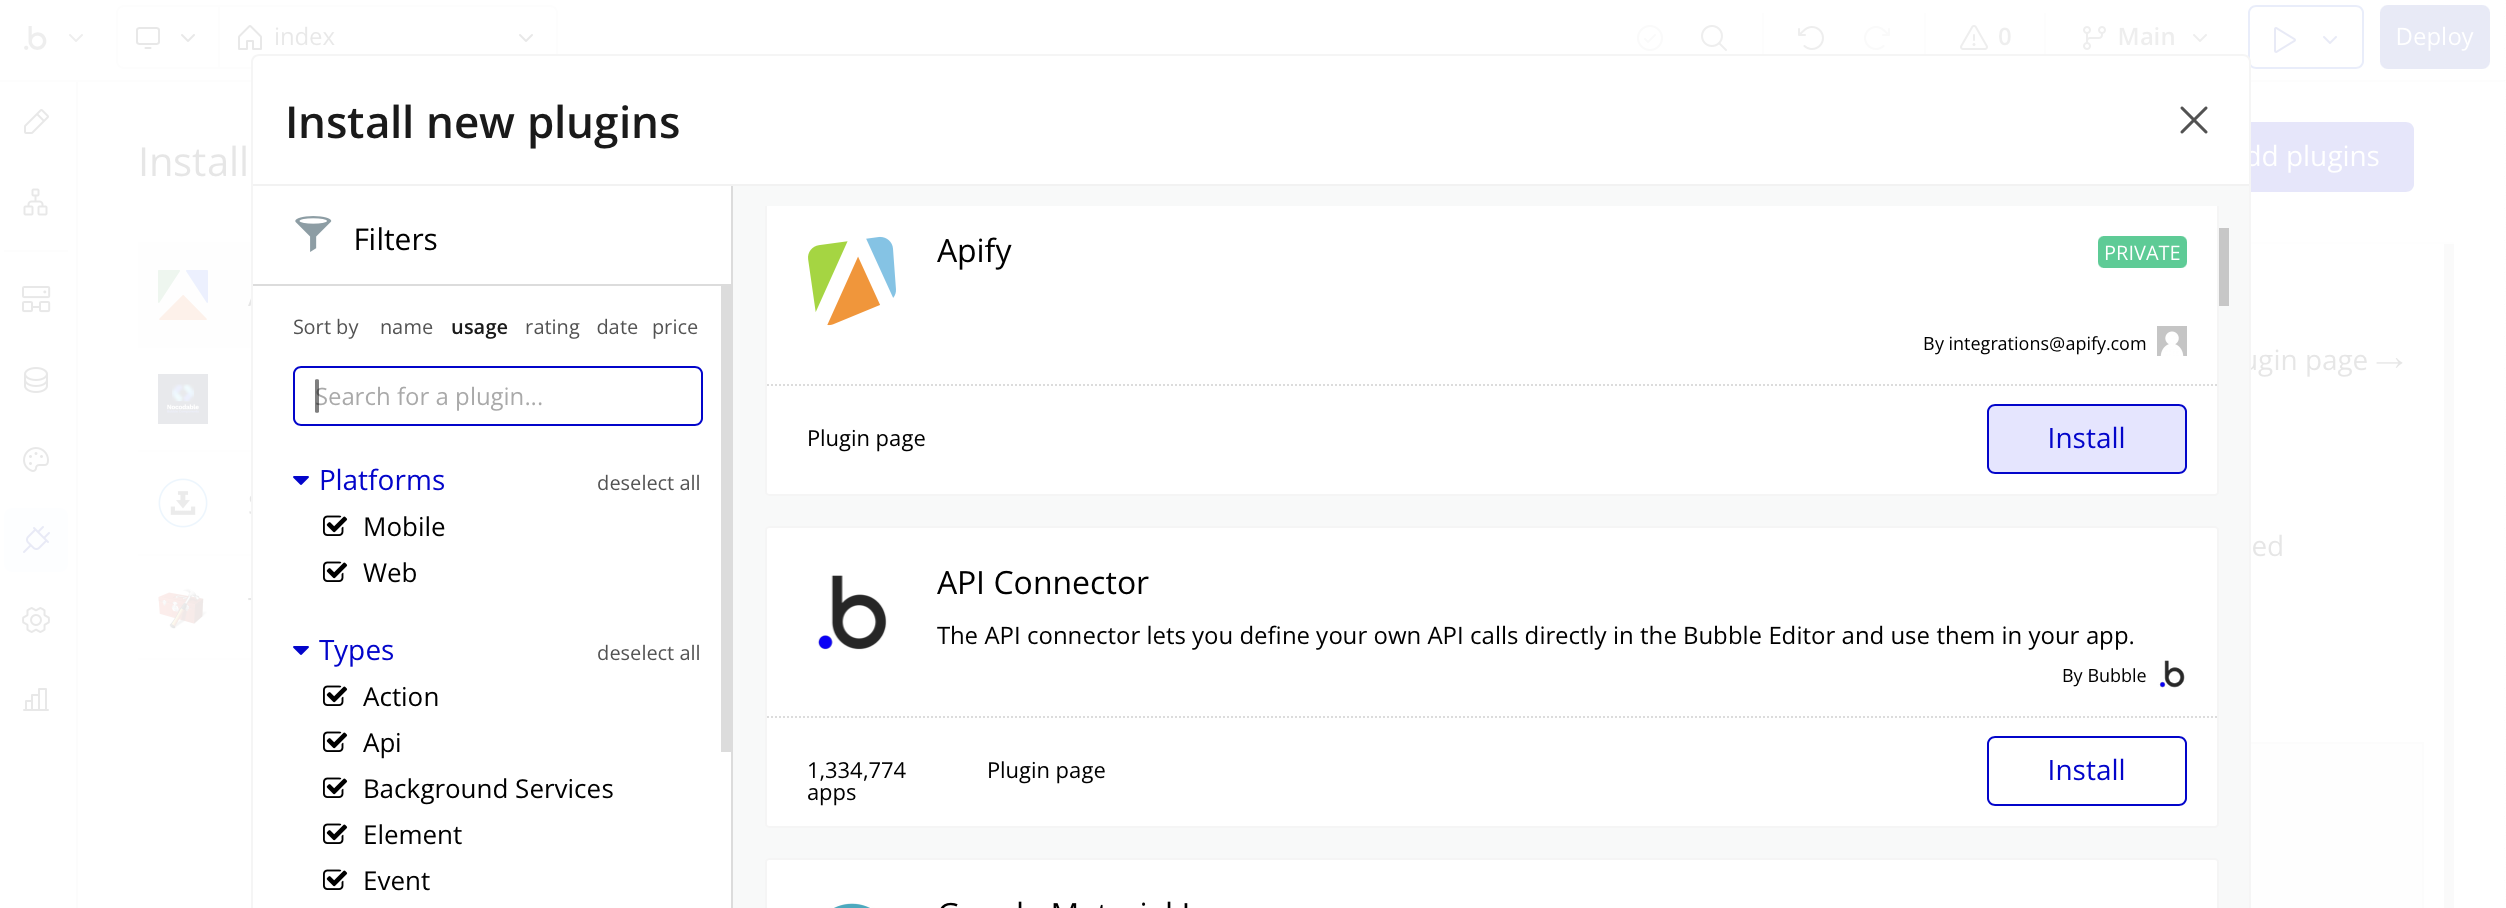 index
0
Main
Deploy
Install new plugins
Install
dd plugins
Filters
Apify
PRIVATE
Sort by name usage rating date price
By integrations@apify.com
Search for a plugin...
Plugin page
Install
ugin page →
Platforms
deselect all
Mobile
Web
ed
API Connector
The API connector lets you define your own API calls directly in the Bubble Editor and use them in your app.
By Bubble
Types
deselect all
Action
Api
Background Services
Element
Event
1,334,774
apps
Plugin page
Install